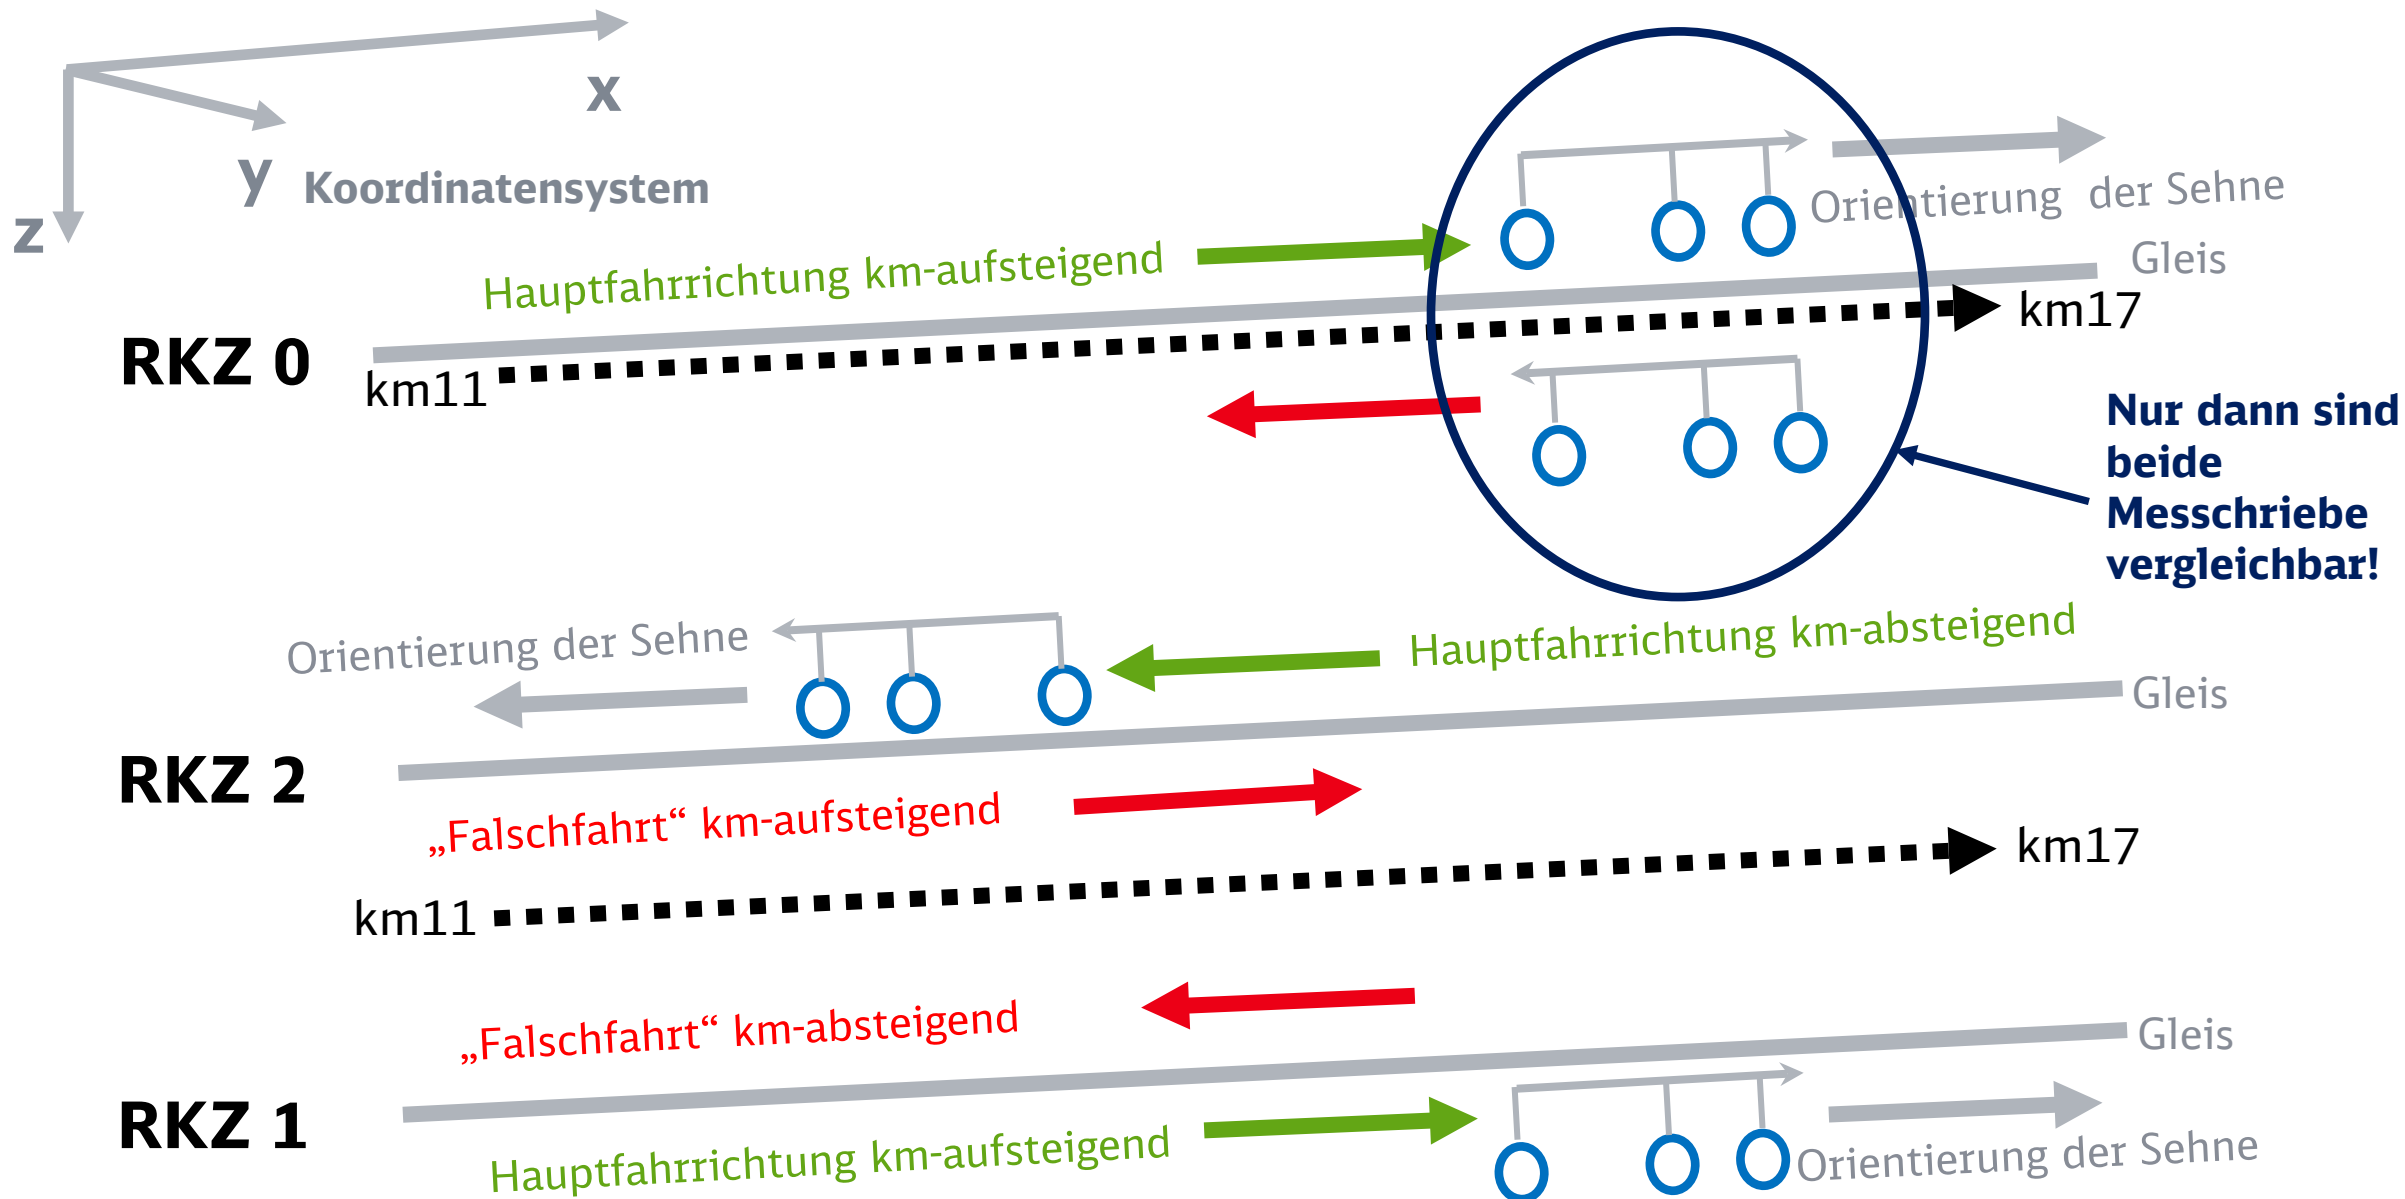 x
y
Koordinatensystem
z
Orientierung der Sehne
Hauptfahrrichtung km-aufsteigend
Gleis
km17
RKZ 0
km11
Nur dann sind
beide
Messchriebe
vergleichbar!
Orientierung der Sehne
Hauptfahrrichtung km-absteigend
Gleis
RKZ 2
„Falschfahrt“ km-aufsteigend
km17
km11
„Falschfahrt“ km-absteigend
Gleis
RKZ 1
Hauptfahrrichtung km-aufsteigend
Orientierung der Sehne